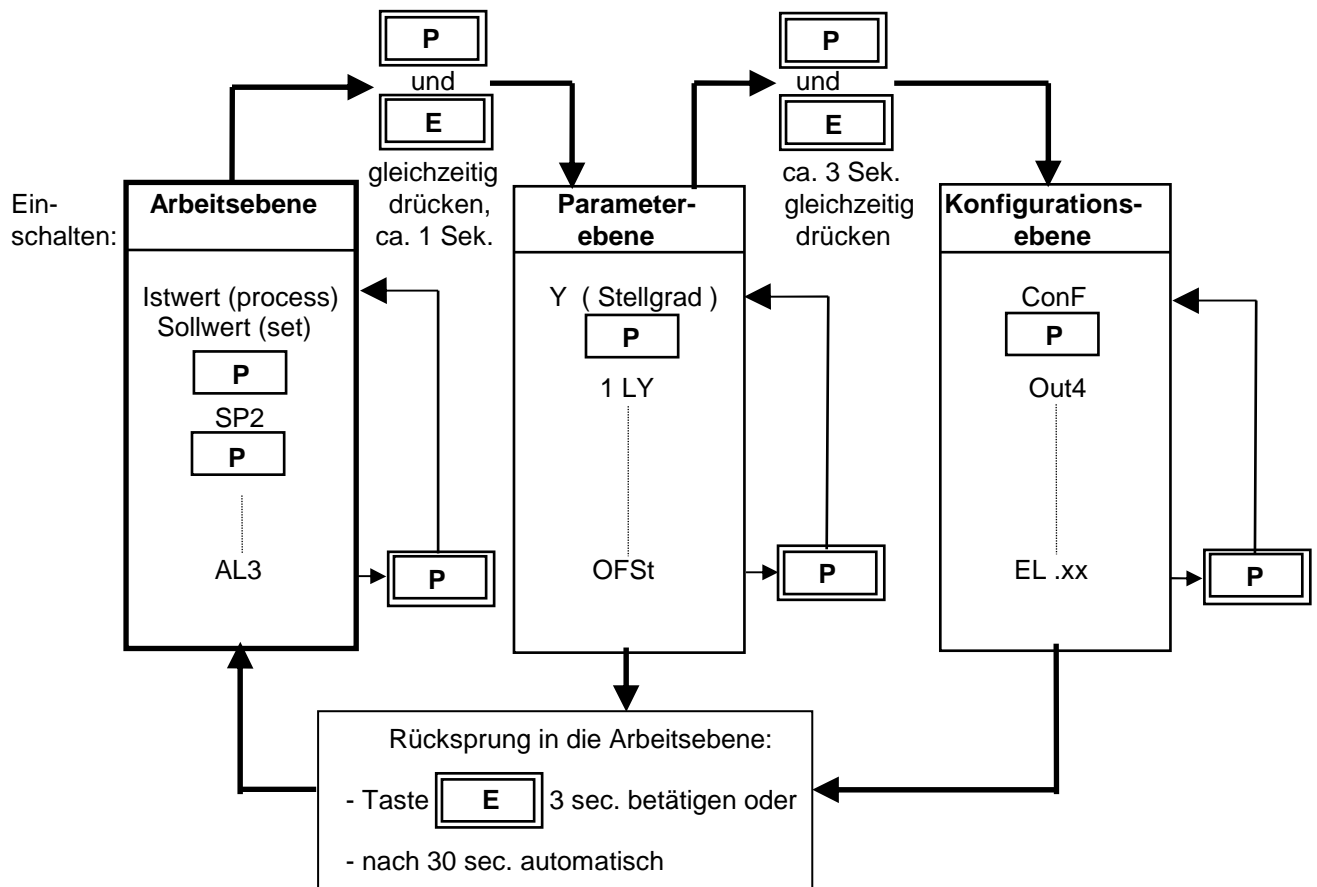 P
und
E
gleichzeitig
drücken,
ca. 1 Sek.
P
und
E
ca. 3 Sek.
gleichzeitig
drücken
Ein-
schalten:
Arbeitsebene
Istwert (process)
Sollwert (set)
P
SP2
P
AL3
P
Parameter-
ebene
Y ( Stellgrad )
P
1 LY
OFSt
P
Konfigurations-
ebene
ConF
P
Out4
EL .xx
P
Rücksprung in die Arbeitsebene:
- Taste E 3 sec. betätigen oder
- nach 30 sec. automatisch